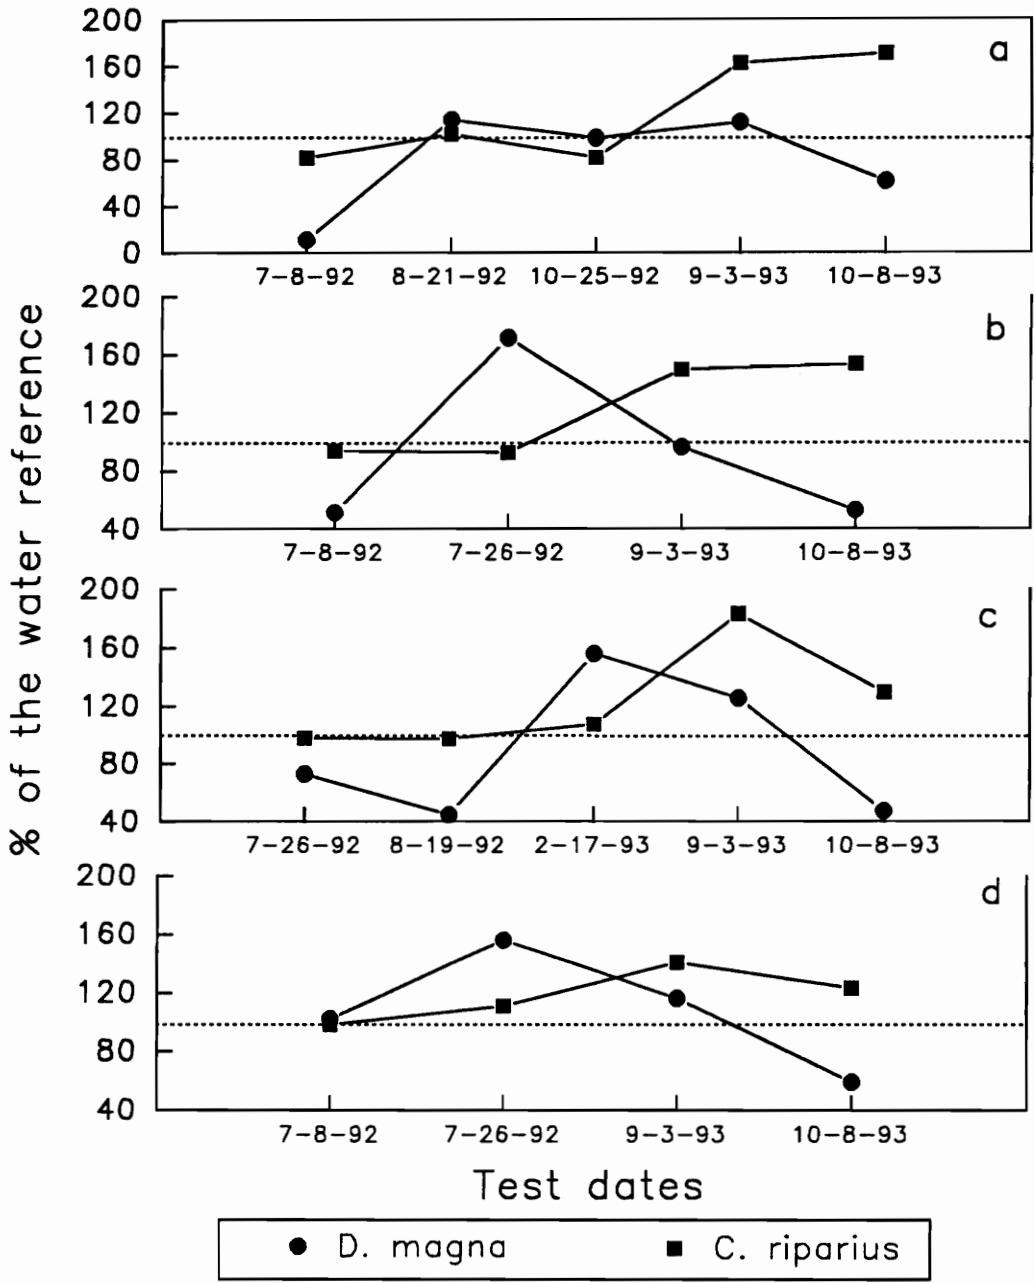 % of the water reference
200
160
120
80
40
0
a
7-8-92 8-21-92 10-25-92 9-3-93 10-8-93
200
160
120
80
40
b
7-8-92 7-26-92 9-3-93 10-8-93
200
160
120
80
40
c
7-26-92 8-19-92 2-17-93 9-3-93 10-8-93
200
160
120
80
40
d
7-8-92 7-26-92 9-3-93 10-8-93
Test dates
D. magna C. riparius